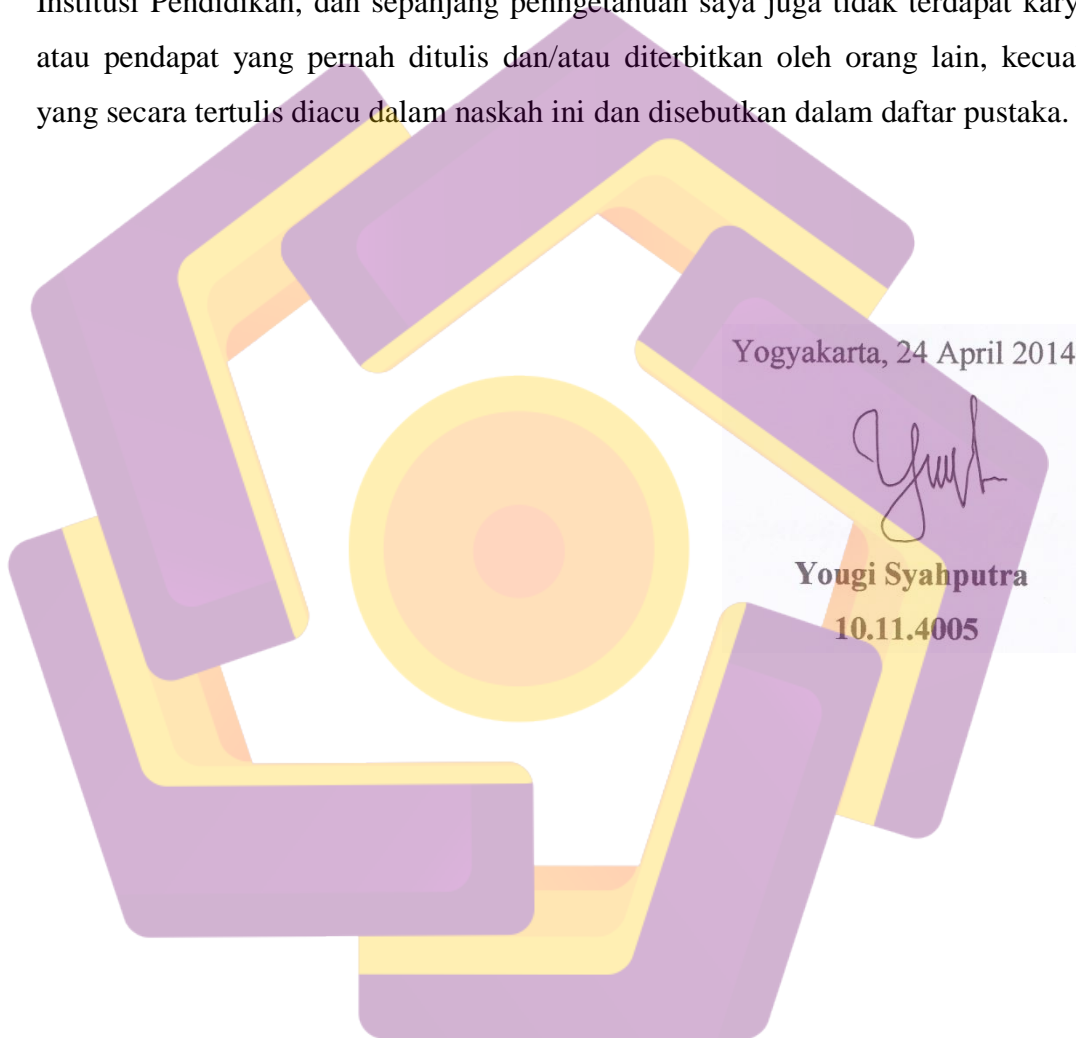 Institusi Pendidikan, dan sepanjang penngetahuan saya juga tidak terdapat kary
atau pendapat yang pernah ditulis dan/atau diterbitkan oleh orang lain, kecua
yang secara tertulis diacu dalam naskah ini dan disebutkan dalam daftar pustaka.
Yogyakarta, 24 April 2014
Yougi Syahputra
10.11.4005